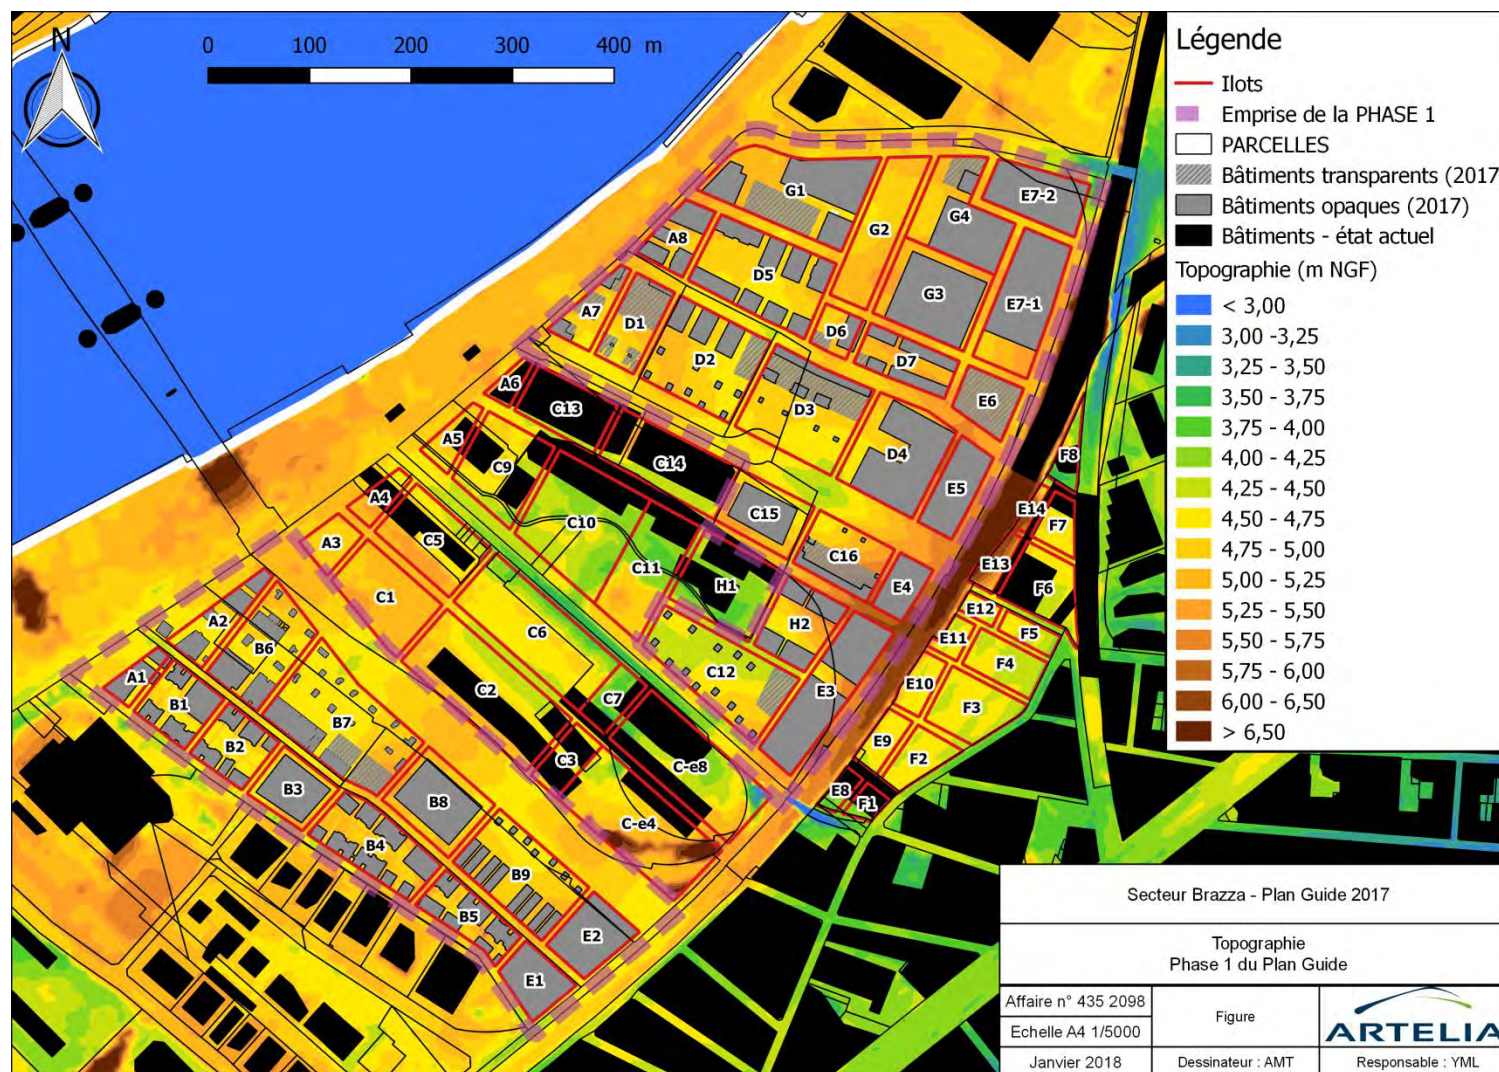 N
0 100 200 300 400 m
Légende
Ilots
Emprise de la PHASE 1
PARCELLES
Bâtiments transparents (2017
Bâtiments opaques (2017)
Bâtiments - état actuel
Topographie (m NGF)
< 3,00
3,00 -3,25
3,25 - 3,50
3,50 - 3,75
3,75 - 4,00
4,00 - 4,25
4,25 - 4,50
4,50 - 4,75
4,75 - 5,00
5,00 - 5,25
5,25 - 5,50
5,50 - 5,75
5,75 - 6,00
6,00 - 6,50
> 6,50
G1
E7-2
G4
G2
A8
D5
G3
E7-1
A7
D1
D6
D2
D7
A6
C13
D3
E6
A5
C14
D4
F8
C9
E5
A4
C15
E14
F7
C10
C5
A3
C16
E13
C11
H1
E4
F6
C1
E12
A2
H2
F5
C6
E11
B6
F4
C12
A1
E10
C2
C7
E3
B1
F3
B7
B2
E9
C3
F2
C-e8
B3
E8
B8
F1
C-e4
B4
B9
B5
E2
E1
Secteur Brazza - Plan Guide 2017
Topographie
Phase 1 du Plan Guide
Affaire n° 435 2098
Echelle A4 1/5000
Janvier 2018
Figure
Dessinateur : AMT
ARTELIA
Responsable : YML